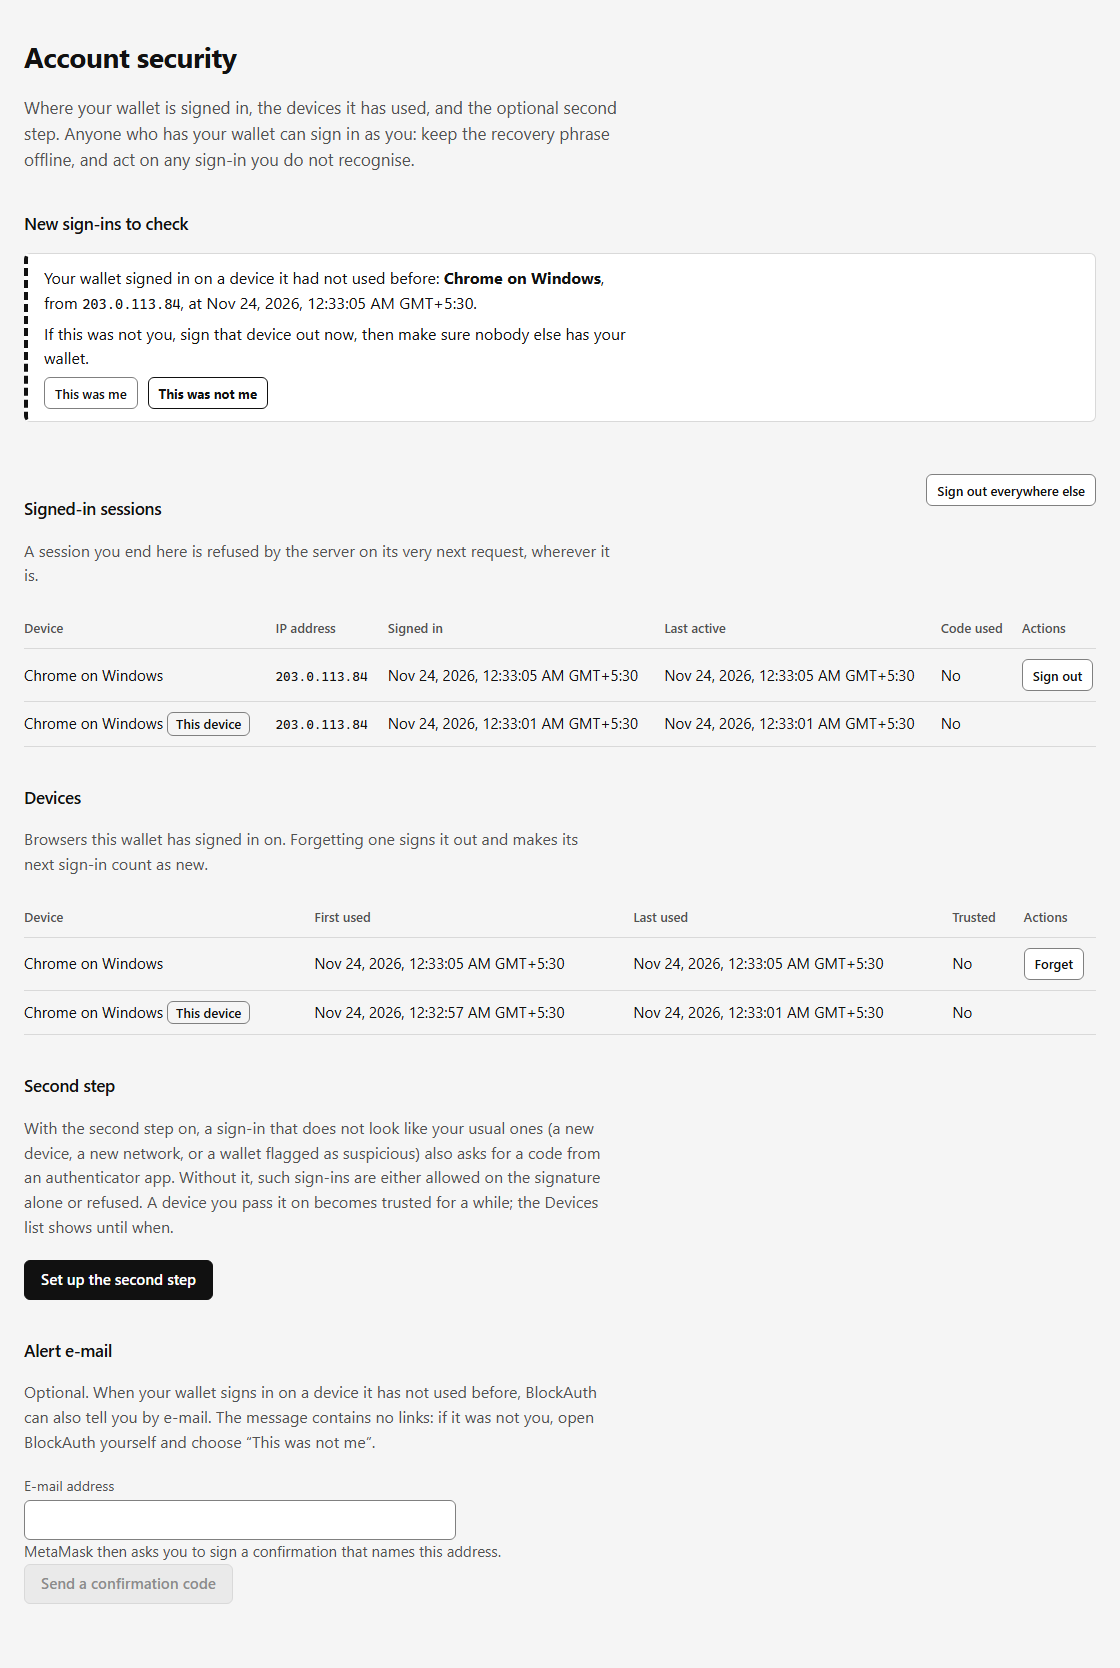 Account security
Where your wallet is signed in, the devices it has used, and the optional second
step. Anyone who has your wallet can sign in as you: keep the recovery phrase
offline, and act on any sign-in you do not recognise.
New sign-ins to check
Your wallet signed in on a device it had not used before: Chrome on Windows,
from 203.0.113.84, at Nov 24, 2026, 12:33:05 AM GMT+5:30.
If this was not you, sign that device out now, then make sure nobody else has your
wallet.
This was me This was not me
Sign out everywhere else
Signed-in sessions
A session you end here is refused by the server on its very next request, wherever it
is.
Device IP address Signed in Last active Code used Actions
Chrome on Windows 203.0.113.84 Nov 24, 2026, 12:33:05 AM GMT+5:30 Nov 24, 2026, 12:33:05 AM GMT+5:30 No Sign out
Chrome on Windows This device 203.0.113.84 Nov 24, 2026, 12:33:01 AM GMT+5:30 Nov 24, 2026, 12:33:01 AM GMT+5:30 No
Devices
Browsers this wallet has signed in on. Forgetting one signs it out and makes its
next sign-in count as new.
Device First used Last used Trusted Actions
Chrome on Windows Nov 24, 2026, 12:33:05 AM GMT+5:30 Nov 24, 2026, 12:33:05 AM GMT+5:30 No Forget
Chrome on Windows This device Nov 24, 2026, 12:32:57 AM GMT+5:30 Nov 24, 2026, 12:33:01 AM GMT+5:30 No
Second step
With the second step on, a sign-in that does not look like your usual ones (a new
device, a new network, or a wallet flagged as suspicious) also asks for a code from
an authenticator app. Without it, such sign-ins are either allowed on the signature
alone or refused. A device you pass it on becomes trusted for a while; the Devices
list shows until when.
Set up the second step
Alert e-mail
Optional. When your wallet signs in on a device it has not used before, BlockAuth
can also tell you by e-mail. The message contains no links: if it was not you, open
BlockAuth yourself and choose “This was not me”.
E-mail address
MetaMask then asks you to sign a confirmation that names this address.
Send a confirmation code